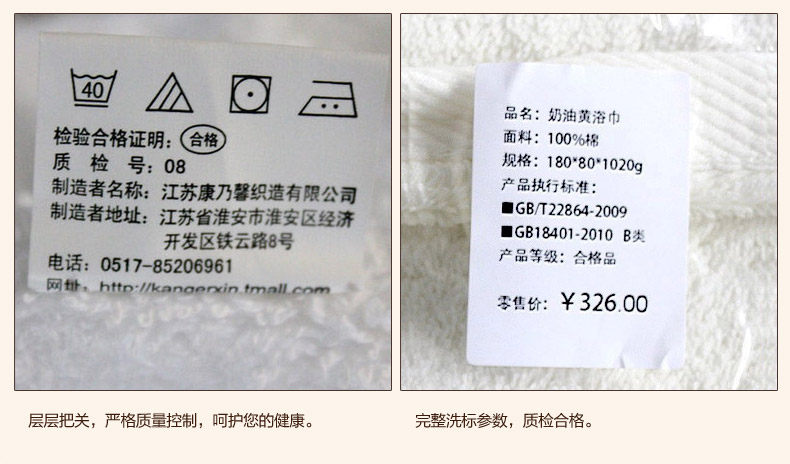 40
检验合格证明：合格
质 检 号：08
制造者名称：江苏康乃馨织造有限公司
制造者地址：江苏省淮安市淮安区经济
开发区铁云路8号
电话：0517-85206961
网址：http://kangerxin.tmall.com
品名：奶油黄浴巾
面料：100%棉
规格：180*80*1020g
产品执行标准：
■GB/T22864-2009
■GB18401-2010 B类
产品等级：合格品
零售价：￥326.00
层层把关，严格质量控制，呵护您的健康。
完整洗标参数，质检合格。